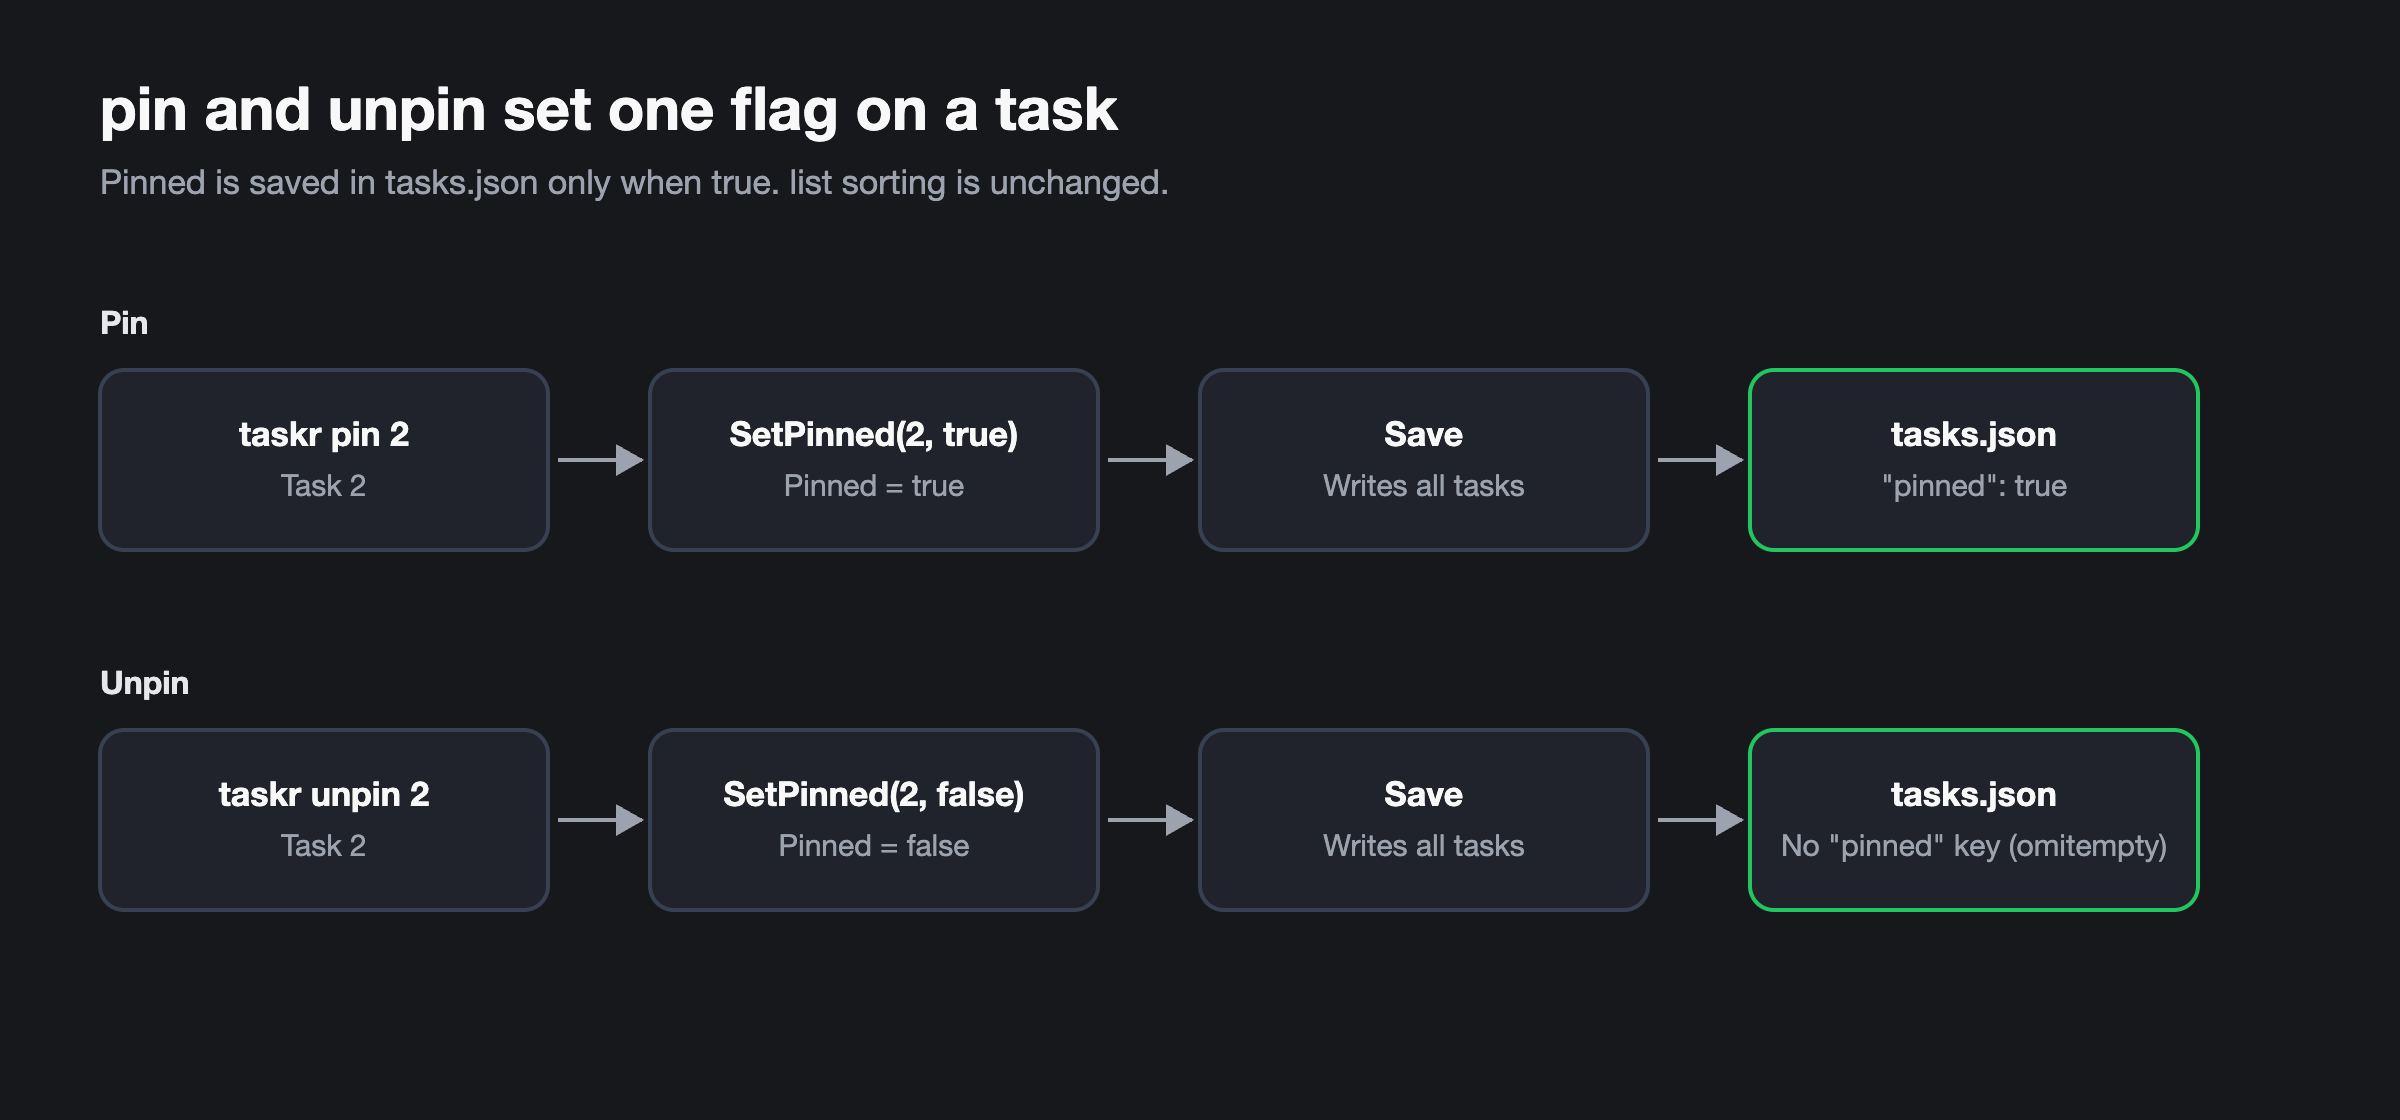 pin and unpin set one flag on a task
Pinned is saved in tasks.json only when true. list sorting is unchanged.
Pin
taskr pin 2
Task 2
SetPinned(2, true)
Pinned = true
Save
Writes all tasks
tasks.json
"pinned": true
Unpin
taskr unpin 2
Task 2
SetPinned(2, false)
Pinned = false
Save
Writes all tasks
tasks.json
No "pinned" key (omitempty)